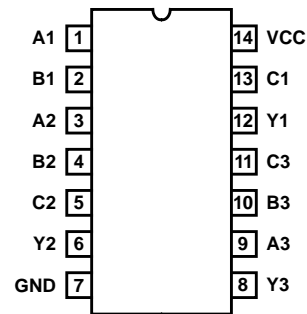 A1 1 14 VCC
B1 2 13 C1
A2 3 12 Y1
B2 4 11 C3
C2 5 10 B3
Y2 6 9 A3
GND 7 8 Y3